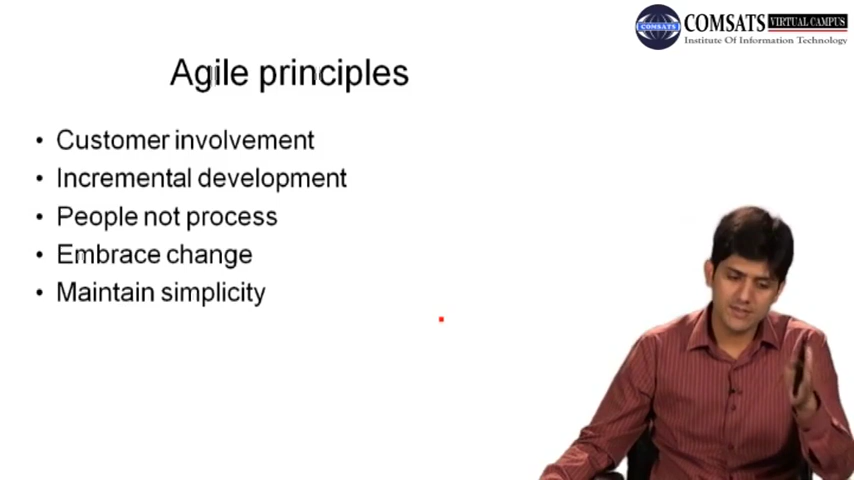 COMSATS VIRTUAL CAMPUS
Institute Of Information Technology
COMSATS
Agile principles
• Customer involvement
• Incremental development
• People not process
• Embrace change
• Maintain simplicity